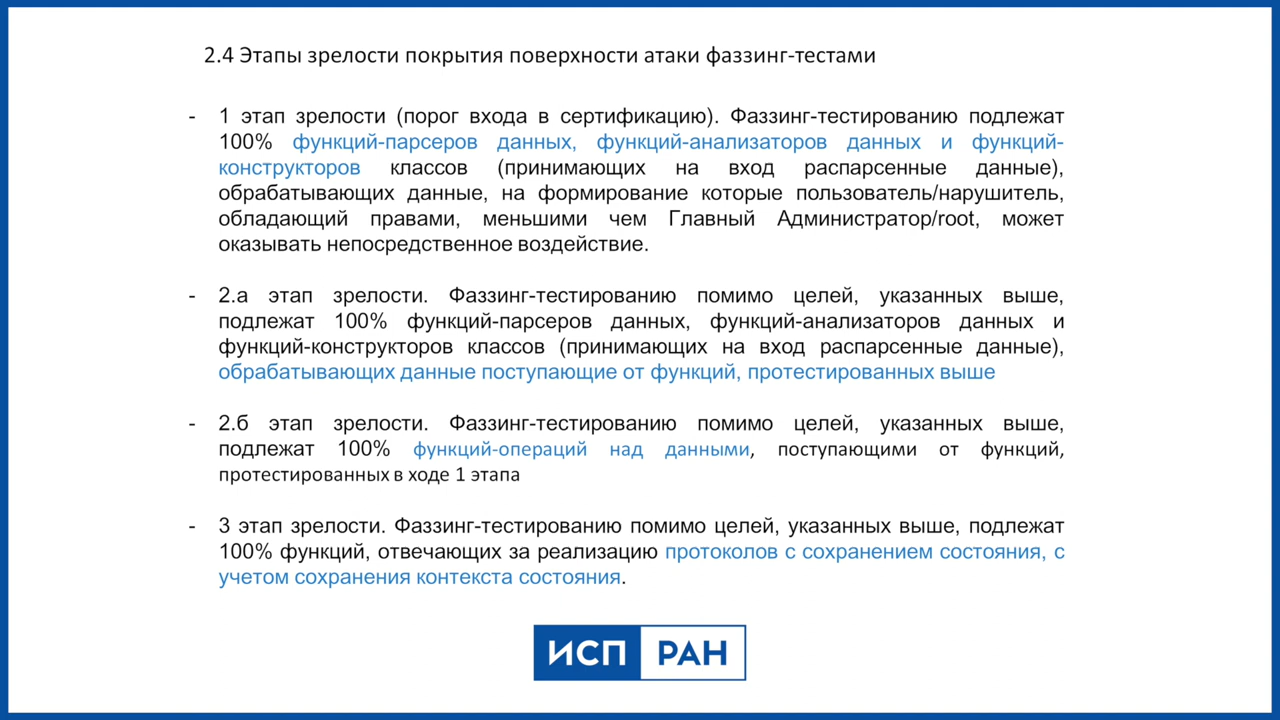 2.4 Этапы зрелости покрытия поверхности атаки фаззинг-тестами
- 1 этап зрелости (порог входа в сертификацию). Фаззинг-тестированию подлежат
100% функций-парсеров данных, функций-анализаторов данных и функций-
конструкторов классов (принимающих на вход распарсенные данные),
обрабатывающих данные, на формирование которые пользователь/нарушитель,
обладающий правами, меньшими чем Главный Администратор/root, может
оказывать непосредственное воздействие.
- 2.а этап зрелости. Фаззинг-тестированию помимо целей, указанных выше,
подлежат 100% функций-парсеров данных, функций-анализаторов данных и
функций-конструкторов классов (принимающих на вход распарсенные данные),
обрабатывающих данные поступающие от функций, протестированных выше
- 2.б этап зрелости. Фаззинг-тестированию помимо целей, указанных выше,
подлежат 100% функций-операций над данными, поступающими от функций,
протестированных в ходе 1 этапа
- 3 этап зрелости. Фаззинг-тестированию помимо целей, указанных выше, подлежат
100% функций, отвечающих за реализацию протоколов с сохранением состояния, с
учетом сохранения контекста состояния.
ИСП РАН